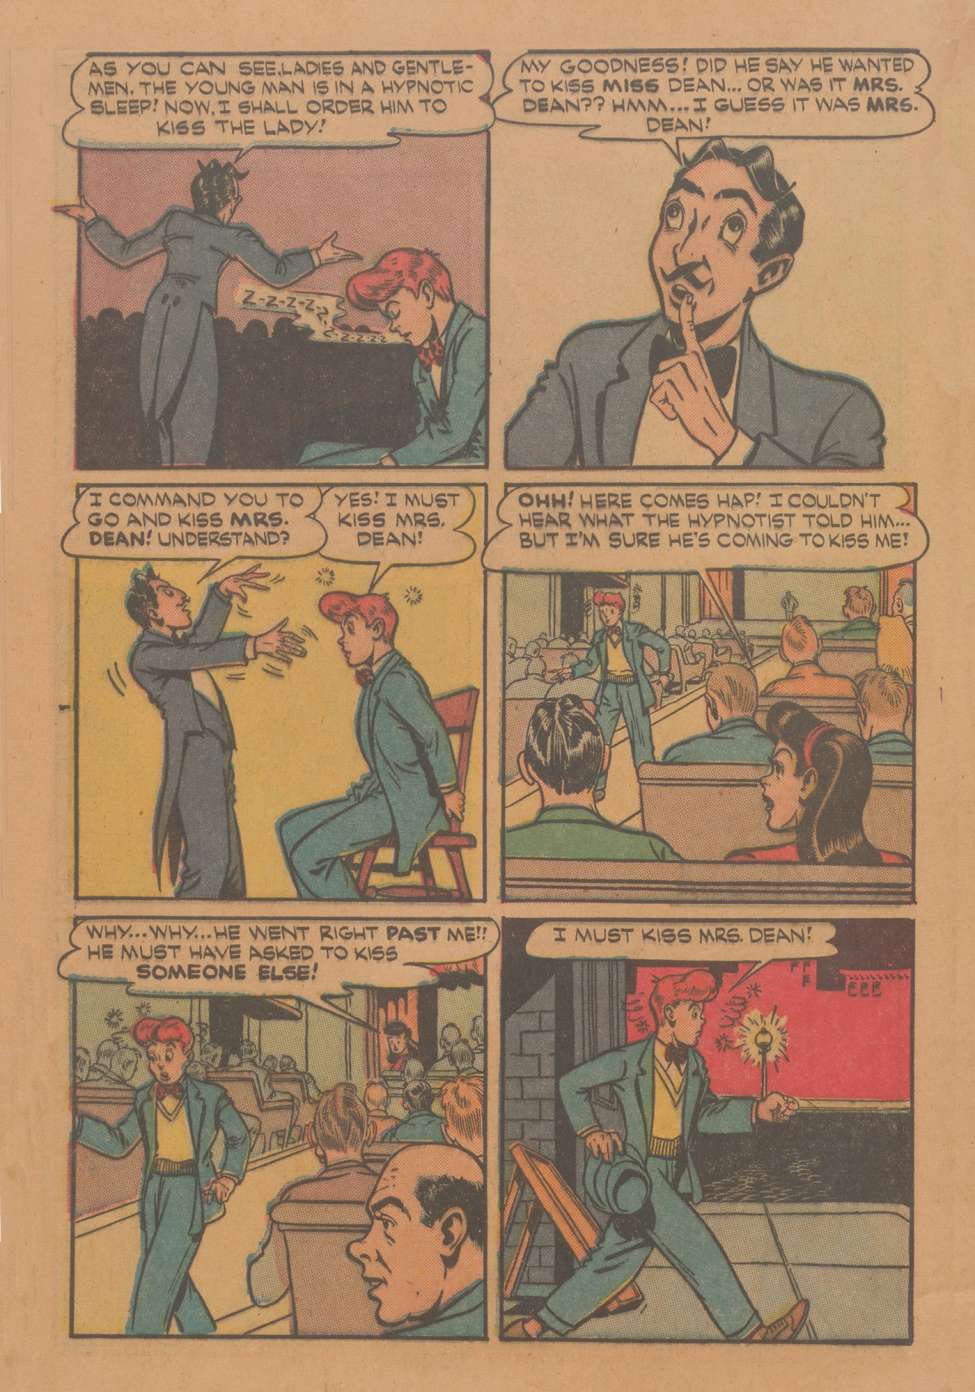 AS YOU CAN SEE, LADIES AND GENTLE-
MEN, THE YOUNG MAN IS IN A HYPNOTIC
SLEEP! NOW, I SHALL ORDER HIM TO
KISS THE LADY!
Z-Z-Z-Z-Z
Z-Z-Z-Z-Z
MY GOODNESS! DID HE SAY HE WANTED
TO KISS MISS DEAN... OR WAS IT MRS.
DEAN?? HMM... I GUESS IT WAS MRS.
DEAN!
I COMMAND YOU TO
GO AND KISS MRS.
DEAN! UNDERSTAND?
YES! I MUST
KISS MRS.
DEAN!
OHH! HERE COMES HAP! I COULDN'T
HEAR WHAT THE HYPNOTIST TOLD HIM...
BUT I'M SURE HE'S COMING TO KISS ME!
WHY...WHY...HE WENT RIGHT PAST ME!!
HE MUST HAVE ASKED TO KISS
SOMEONE ELSE!
I MUST KISS MRS. DEAN!